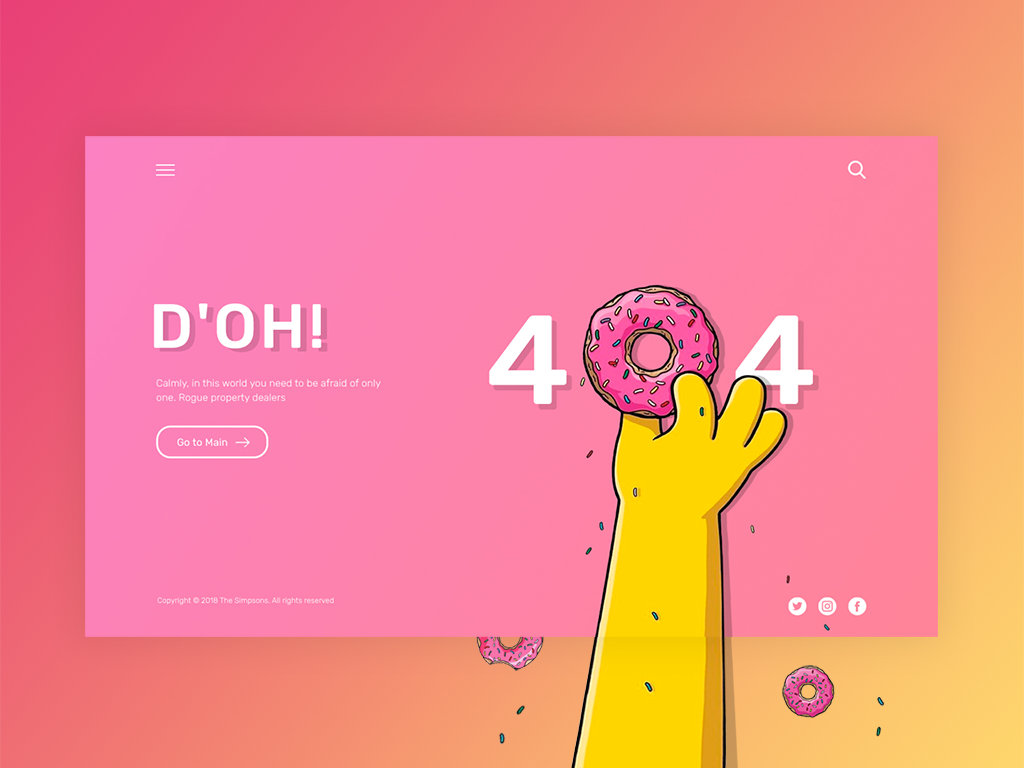 D'OH!
4 4
Calmly, in this world you need to be afraid of only
one. Rogue property dealers
Go to Main
Copyright © 2018 The Simpsons. All rights reserved